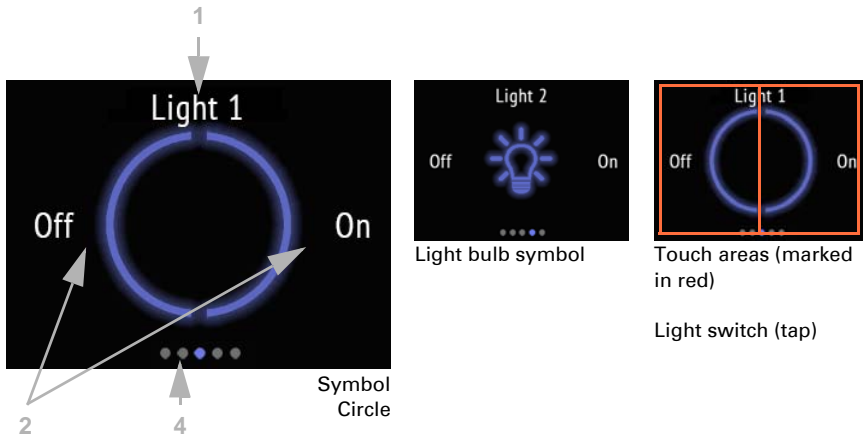 1
Light 1
Off
On
Symbol
Circle
2
4
Light 2
Off
On
Light bulb symbol
Light 1
Off
On
Touch areas (marked
in red)
Light switch (tap)